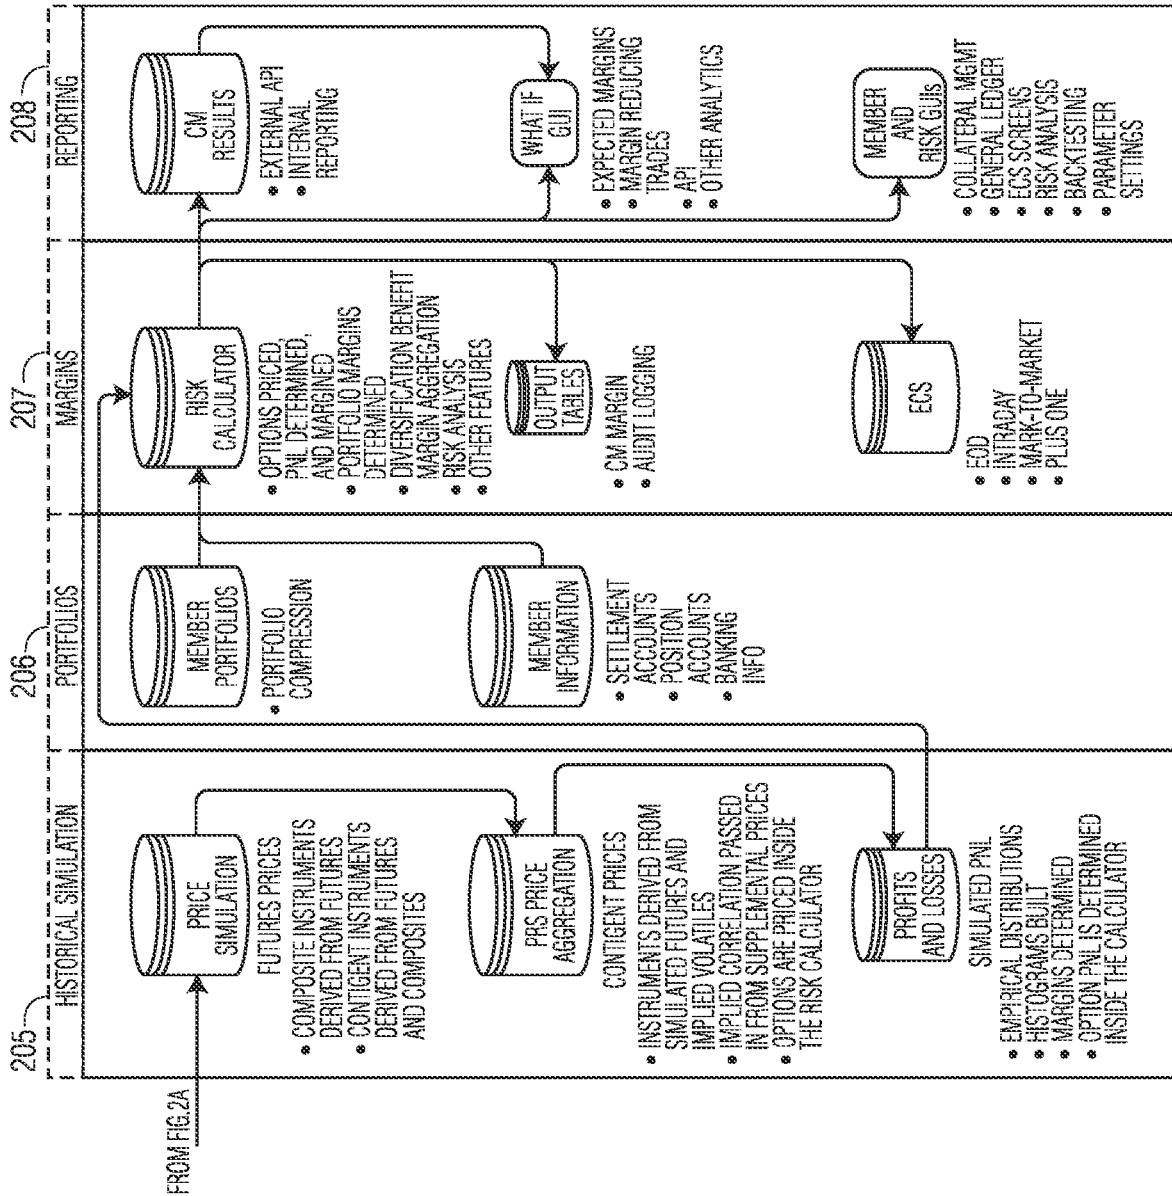 FROM FIG.2A
205
HISTORICAL SIMULATION
PRICE
SIMULATION
FUTURES PRICES
• COMPOSITE INSTRUMENTS
DERIVED FROM FUTURES
• CONTIGENT INSTRUMENTS
DERIVED FROM FUTURES
AND COMPOSITES
PRS PRICE
AGGREGATION
CONTIGENT PRICES
• INSTRUMENTS DERIVED FROM
SIMULATED FUTURES AND
IMPLIED VOLATILES
• IMPLIED CORRELATION PASSED
IN FROM SUPPLEMENTAL PRICES
• OPTIONS ARE PRICED INSIDE
THE RISK CALCULATOR
PROFITS
AND LOSSES
SIMULATED PNL
• EMPIRICAL DISTRIBUTIONS
• HISTOGRAMS BUILT
• MARGINS DETERMINED
• OPTION PNL IS DETERMINED
INSIDE THE CALCULATOR
206
PORTFOLIOS
MEMBER
PORTFOLIOS
• PORTFOLIO
COMPRESSION
MEMBER
INFORMATION
• SETTLEMENT
ACCOUNTS
• POSITION
ACCOUNTS
• BANKING
INFO
207
MARGINS
RISK
CALCULATOR
• OPTIONS PRICED,
PNL DETERMINED,
AND MARGINED
• PORTFOLIO MARGINS
DETERMINED
• DIVERSIFICATION BENEFIT
MARGIN AGGREGATION
• RISK ANALYSIS
• OTHER FEATURES
OUTPUT
TABLES
• CM MARGIN
• AUDIT LOGGING
ECS
• EOD
• INTRADAY
• MARK-TO-MARKET
• PLUS ONE
208
REPORTING
CM
RESULTS
• EXTERNAL API
• INTERNAL
REPORTING
WHAT IF
GUI
• EXPECTED MARGINS
• MARGIN REDUCING
TRADES
• API
• OTHER ANALYTICS
MEMBER
AND
RISK GUIs
• COLLATERAL MGMT
• GENERAL LEDGER
• ECS SCREENS
• RISK ANALYSIS
• BACKTESTING
• PARAMETER
SETTINGS